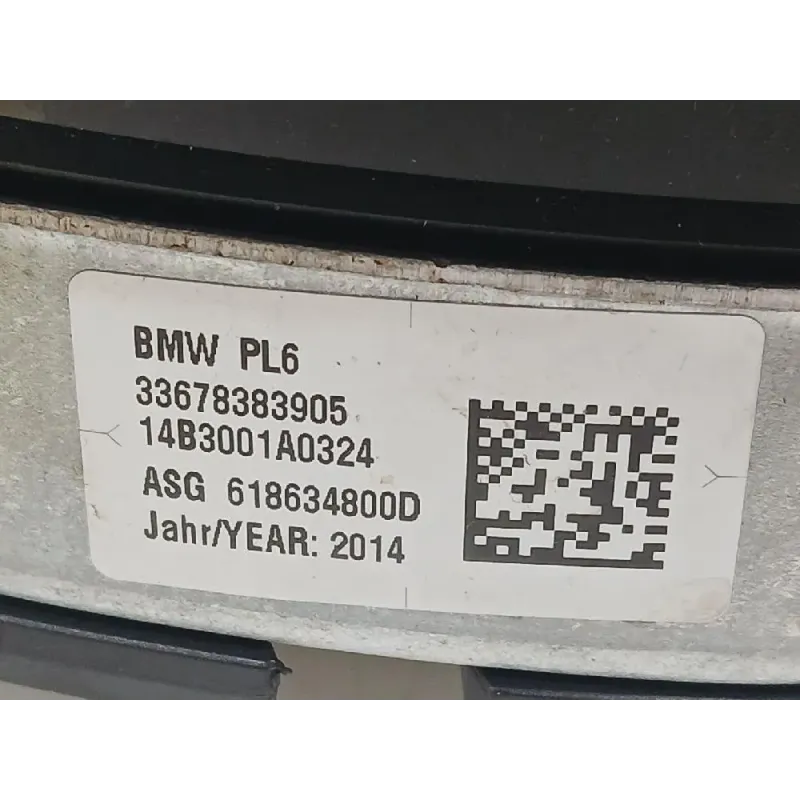 BMW PL6
33678383905
14B3001A0324
ASG 618634800D
Jahr/YEAR: 2014